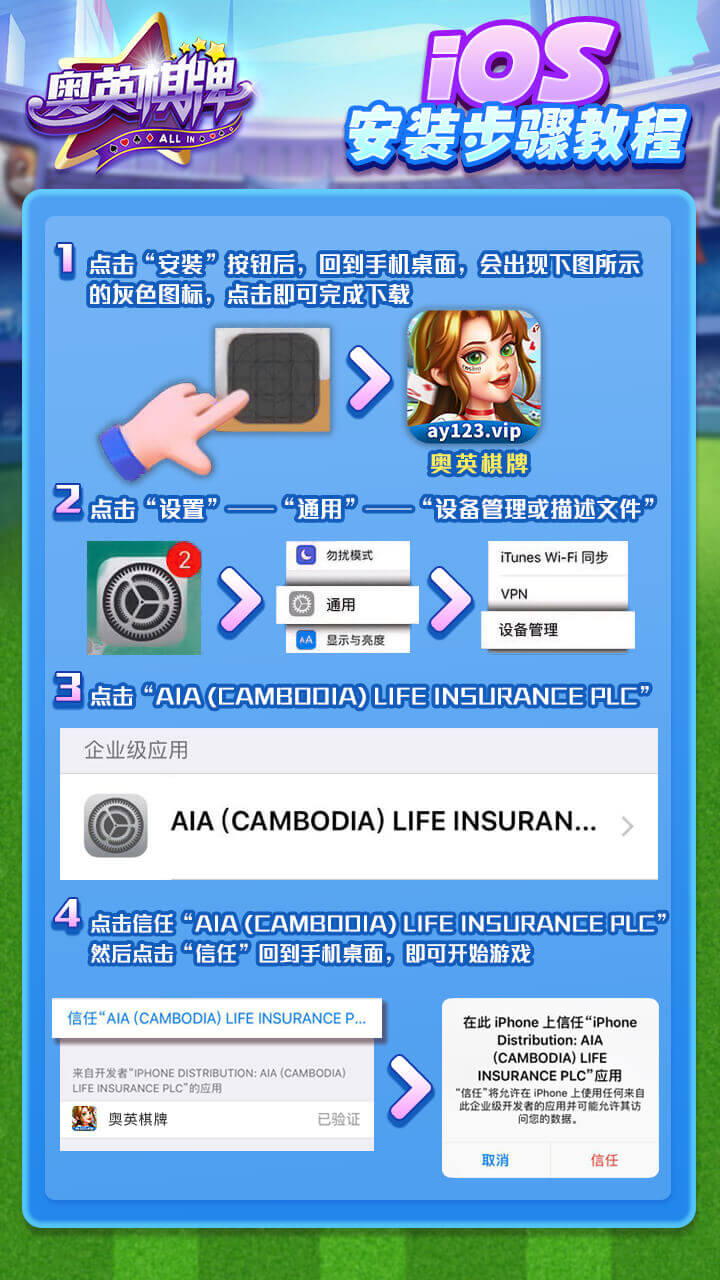 奥英棋牌
ALL IN
iOS
安装步骤教程
1 点击“安装”按钮后，回到手机桌面，会出现下图所示
的灰色图标，点击即可完成下载
casino
ay123.vip
奥英棋牌
2 点击“设置”——“通用”——“设备管理或描述文件”
2
勿扰模式
通用
AA 显示与亮度
iTunes Wi-Fi 同步
VPN
设备管理
3 点击“AIA (CAMBODIA) LIFE INSURANCE PLC”
企业级应用
AIA (CAMBODIA) LIFE INSURAN...
4 点击信任“AIA (CAMBODIA) LIFE INSURANCE PLC”
然后点击“信任”回到手机桌面，即可开始游戏
信任“AIA (CAMBODIA) LIFE INSURANCE P...
来自开发者“IPHONE DISTRIBUTION: AIA (CAMBODIA)
LIFE INSURANCE PLC”的应用
奥英棋牌 已验证
在此 iPhone 上信任“iPhone
Distribution: AIA
(CAMBODIA) LIFE
INSURANCE PLC”应用
“信任”将允许在 iPhone 上使用任何来自
此企业级开发者的应用并可能允许其访
问您的数据。
取消 信任